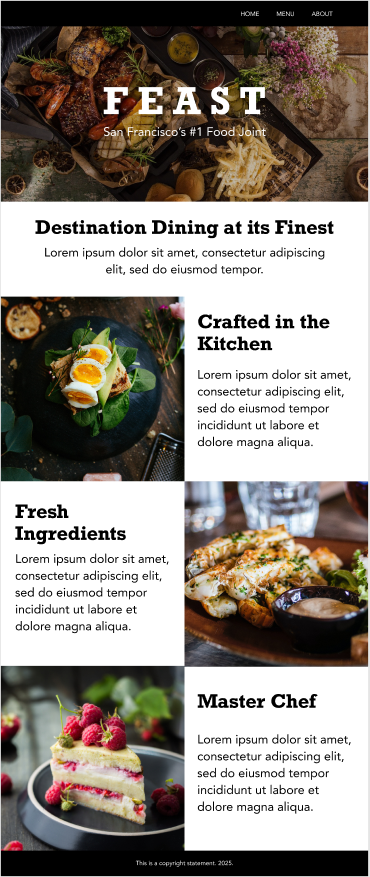 HOME MENU ABOUT
FEAST
San Francisco's #1 Food Joint
Destination Dining at its Finest
Lorem ipsum dolor sit amet, consectetur adipiscing
elit, sed do eiusmod tempor.
Crafted in the
Kitchen
Lorem ipsum dolor sit amet,
consectetur adipiscing elit,
sed do eiusmod tempor
incididunt ut labore et
dolore magna aliqua.
Fresh
Ingredients
Lorem ipsum dolor sit amet,
consectetur adipiscing elit,
sed do eiusmod tempor
incididunt ut labore et
dolore magna aliqua.
Master Chef
Lorem ipsum dolor sit amet,
consectetur adipiscing elit,
sed do eiusmod tempor
incididunt ut labore et
dolore magna aliqua.
This is a copyright statement. 2025.